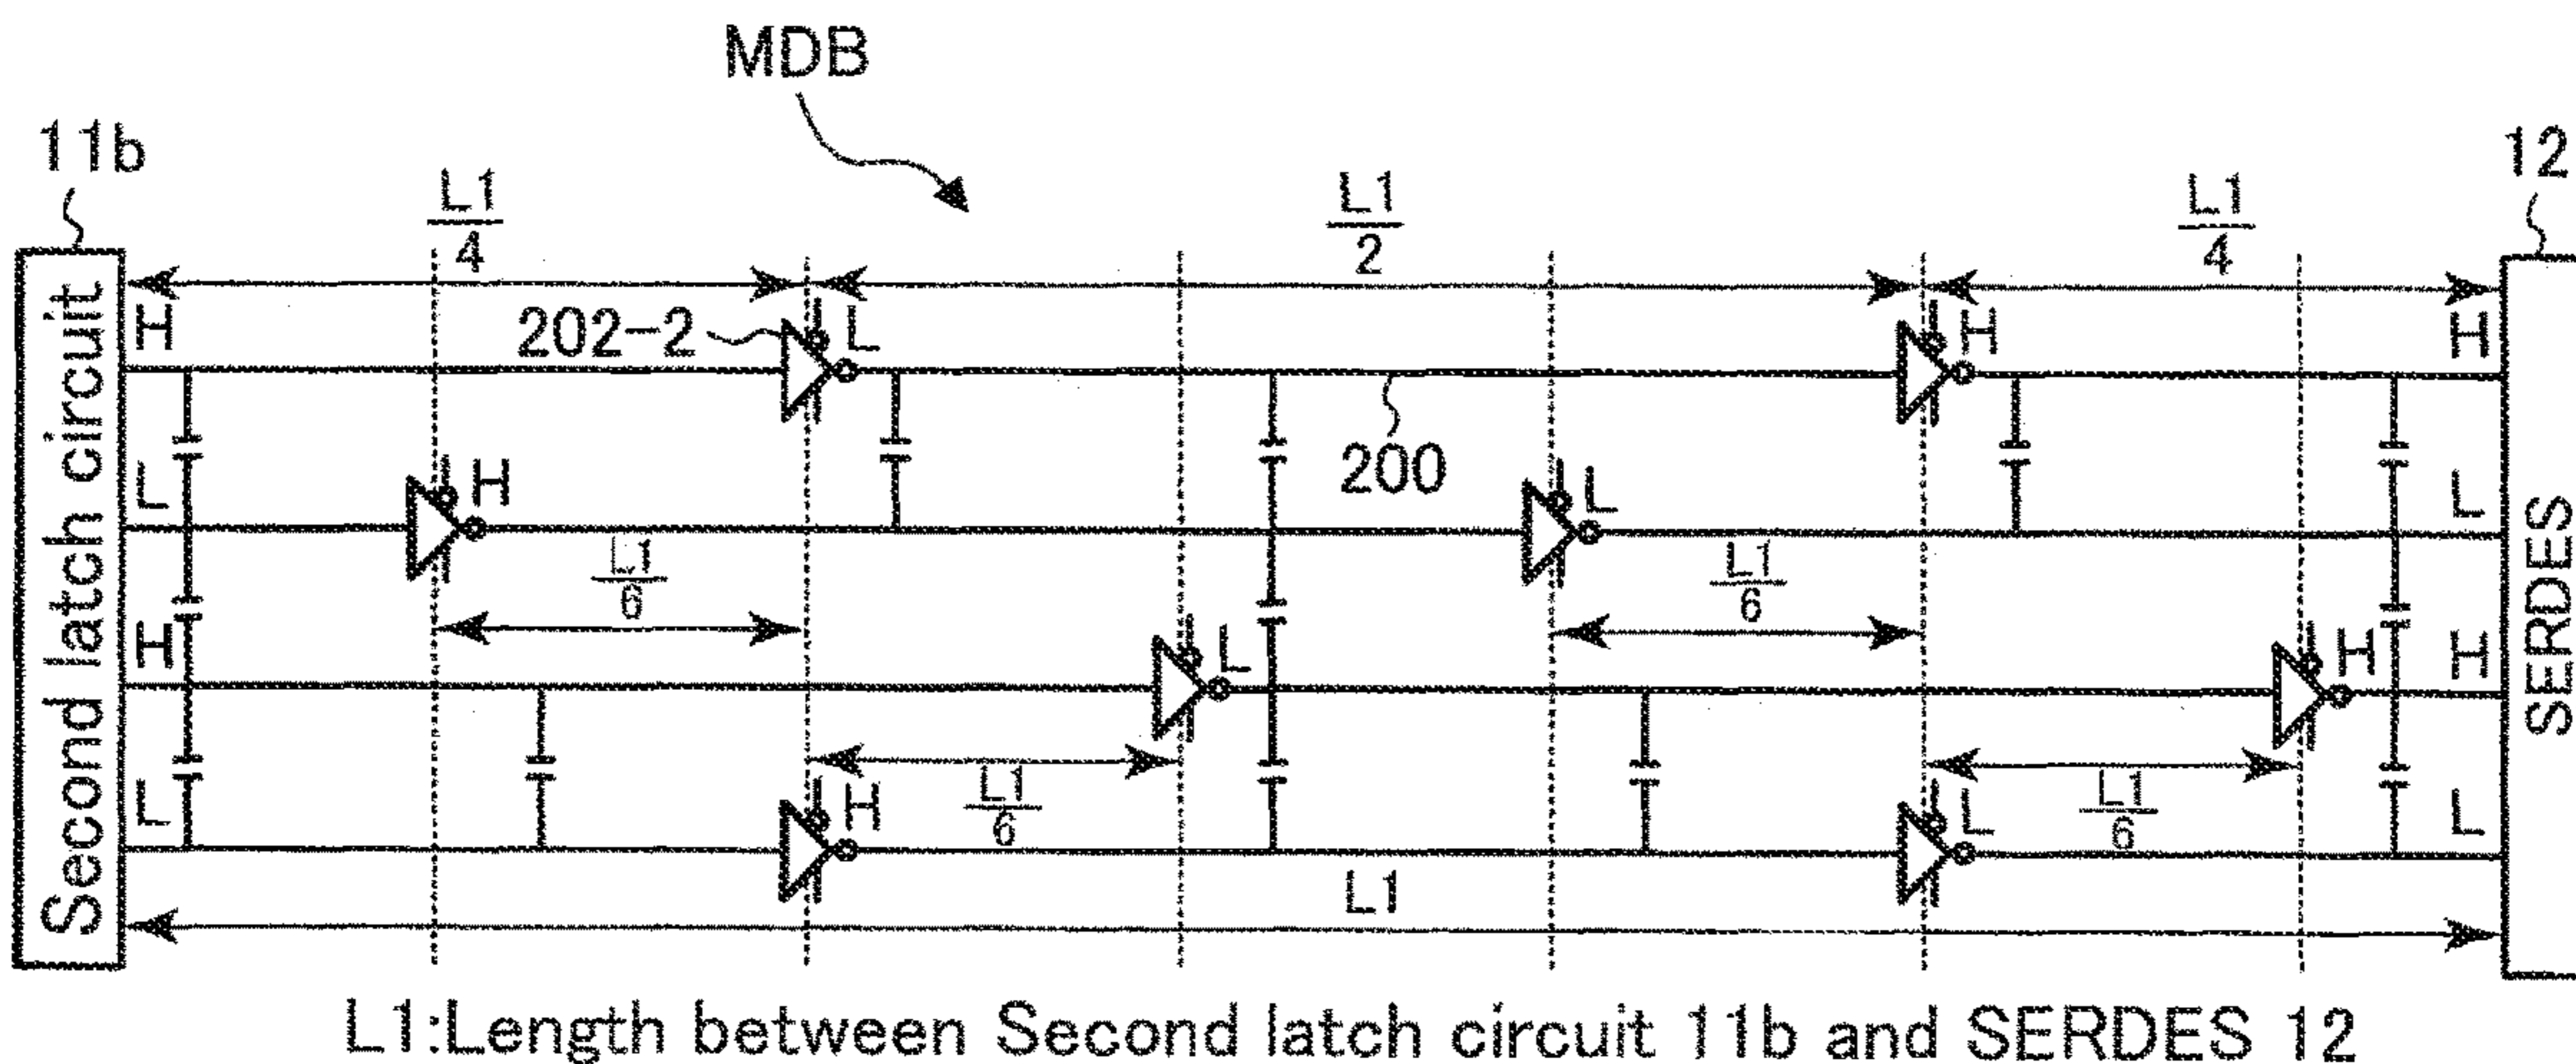 MDB
11b
12
L1
4
L1
2
L1
4
Second latch circuit
H
202-2
L
H
H
200
L
H
L
L
L1
6
L1
6
H
L
H
H
L
H
L1
6
L
L1
6
L
L
SERDES
L1
L1:Length between Second latch circuit 11b and SERDES 12